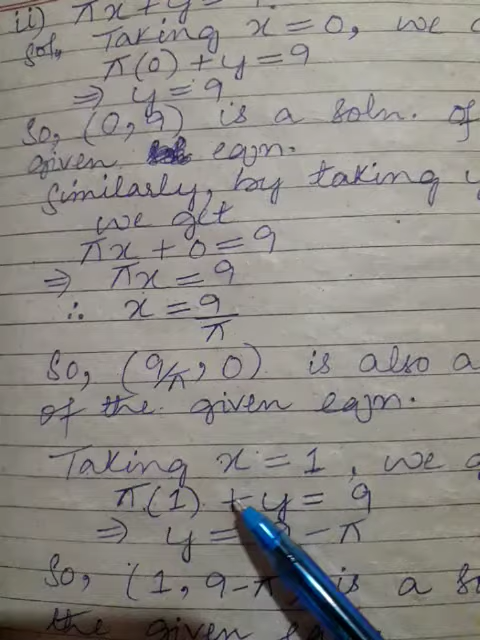 ii) πx + y =
Sol. Taking x = 0, we
π(0) + y = 9
⇒ y = 9
So, (0, 9) is a soln. of
given eqn.
Similarly, by taking
we get
πx + 0 = 9
⇒ πx = 9
∴ x = 9/π
So, (9/π, 0) is also a
of the given eqn.
Taking x = 1, we
π(1) + y = 9
⇒ y = 9 - π
So, (1, 9-π) is a
the given